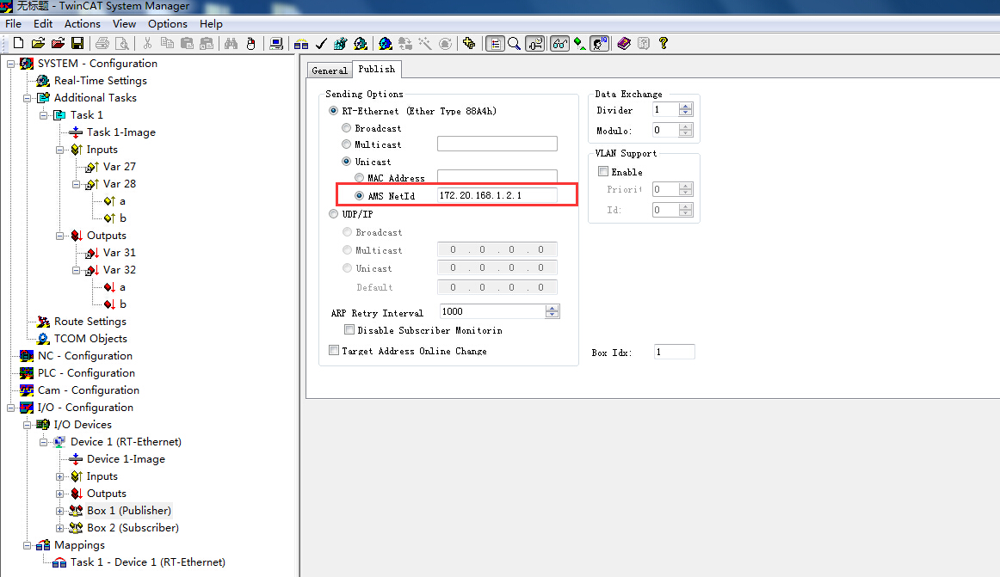 无标题 - TwinCAT System Manager
File Edit Actions View Options Help
SYSTEM - Configuration
Real-Time Settings
Additional Tasks
Task 1
Task 1-Image
Inputs
Var 27
Var 28
a
b
Outputs
Var 31
Var 32
a
b
Route Settings
TCOM Objects
NC - Configuration
PLC - Configuration
Cam - Configuration
I/O - Configuration
I/O Devices
Device 1 (RT-Ethernet)
Device 1-Image
Inputs
Outputs
Box 1 (Publisher)
Box 2 (Subscriber)
Mappings
Task 1 - Device 1 (RT-Ethernet)
General Publish
Sending Options
RT-Ethernet (Ether Type 88A4h)
Broadcast
Multicast
Unicast
MAC Address
AMS NetId 172.20.168.1.2.1
UDP/IP
Broadcast
Multicast 0 . 0 . 0 . 0
Unicast 0 . 0 . 0 . 0
Default 0 . 0 . 0 . 0
ARP Retry Interval 1000
Disable Subscriber Monitorin
Target Address Online Change
Data Exchange
Divider 1
Modulo: 0
VLAN Support
Enable
Priorit 0
Id: 0
Box Idx: 1